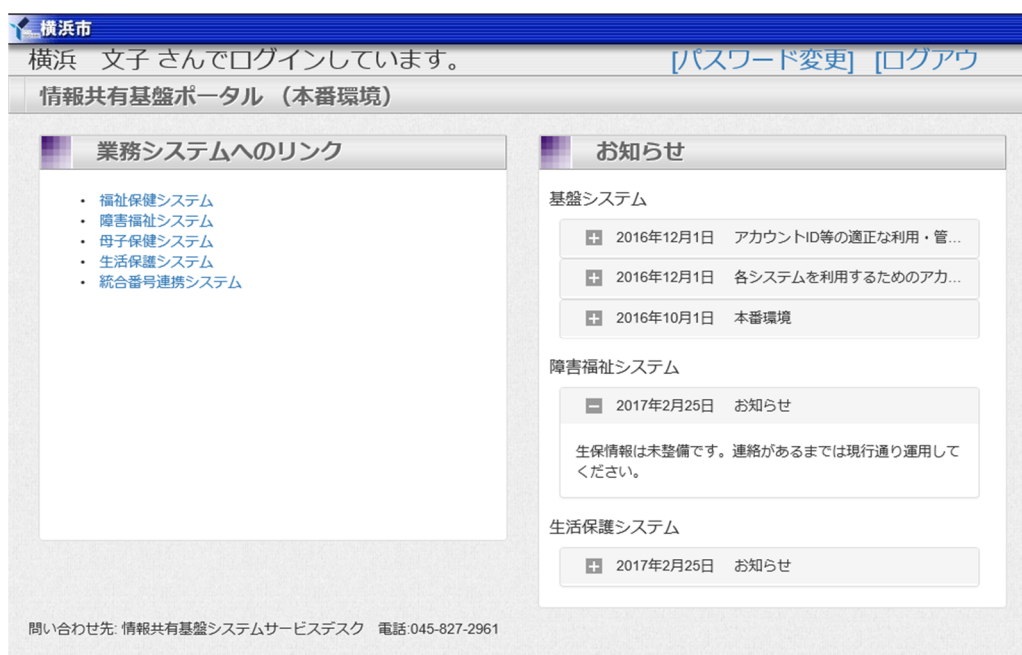 横浜市
横浜　文子 さんでログインしています。 [パスワード変更] [ログアウ
情報共有基盤ポータル （本番環境）
業務システムへのリンク
・ 福祉保健システム
・ 障害福祉システム
・ 母子保健システム
・ 生活保護システム
・ 統合番号連携システム
お知らせ
基盤システム
2016年12月1日 アカウントID等の適正な利用・管…
2016年12月1日 各システムを利用するためのアカ…
2016年10月1日 本番環境
障害福祉システム
2017年2月25日 お知らせ
生保情報は未整備です。連絡があるまでは現行通り運用して
ください。
生活保護システム
2017年2月25日 お知らせ
問い合わせ先: 情報共有基盤システムサービスデスク　電話:045-827-2961